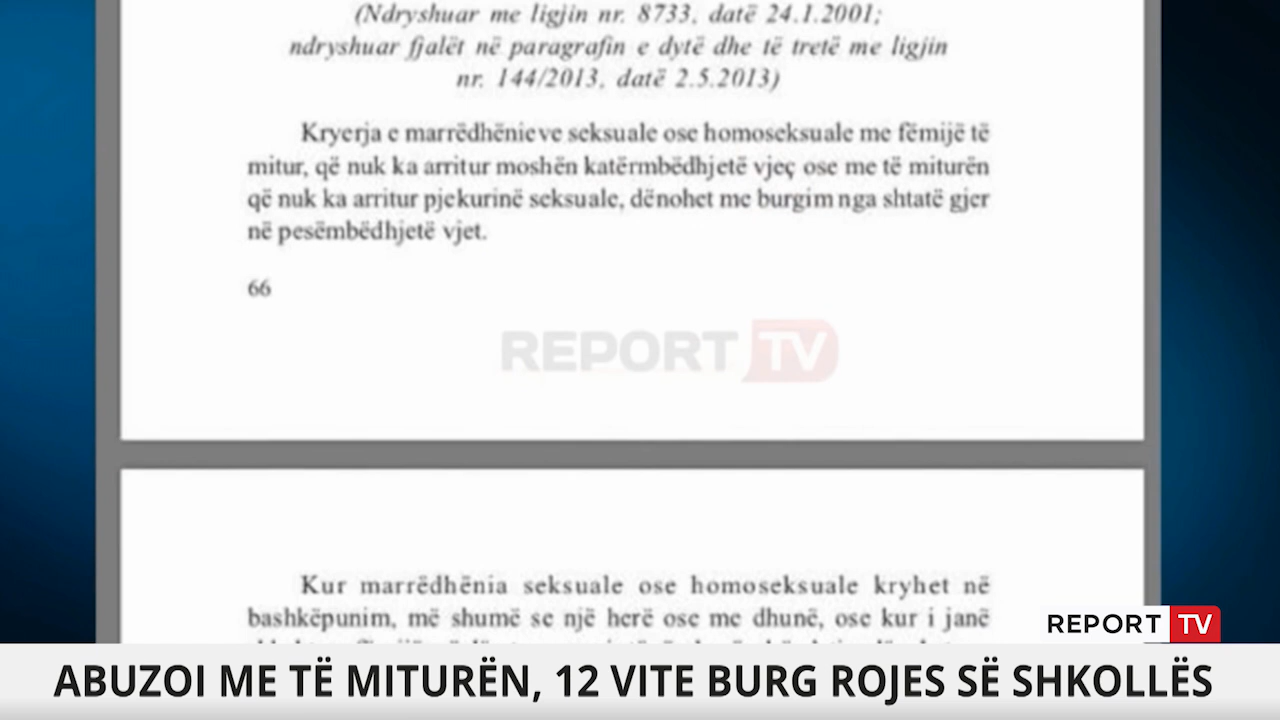 (Ndryshuar me ligjin nr. 8733, datë 24.1.2001;
ndryshuar fjalët në paragrafin e dytë dhe të tretë me ligjin
nr. 144/2013, datë 2.5.2013)
Kryerja e marrëdhënieve seksuale ose homoseksuale me fëmijë të
mitur, që nuk ka arritur moshën katërmbëdhjetë vjeç ose me të miturën
që nuk ka arritur pjekurinë seksuale, dënohet me burgim nga shtatë gjer
në pesëmbëdhjetë vjet.
66
REPORT TV
Kur marrëdhënia seksuale ose homoseksuale kryhet në
bashkëpunim, më shumë se një herë ose me dhunë, ose kur i janë
REPORT TV
ABUZOI ME TË MITURËN, 12 VITE BURG ROJES SË SHKOLLËS